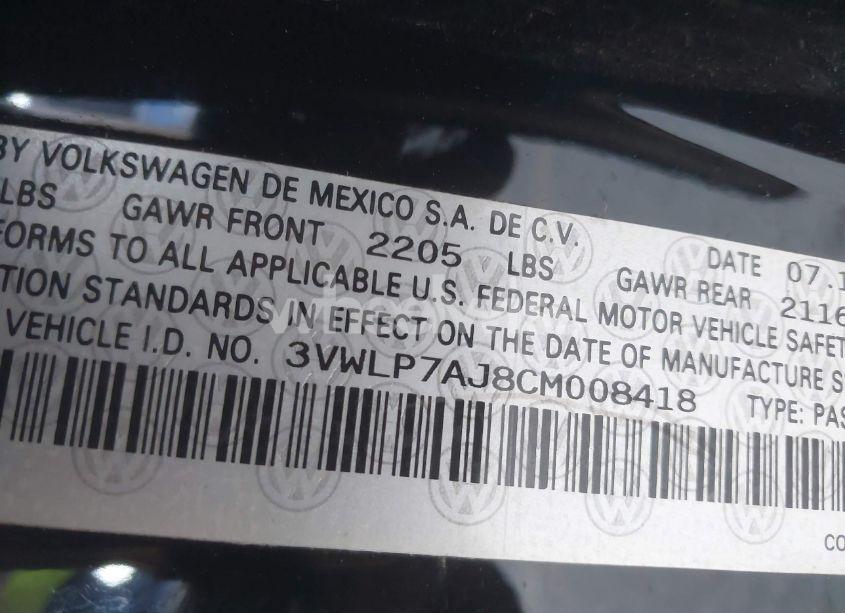 BY VOLKSWAGEN DE MEXICO S.A. DE C.V. DATE 07.1
LBS GAWR FRONT 2205 LBS GAWR REAR 2116
FORMS TO ALL APPLICABLE U.S. FEDERAL MOTOR VEHICLE SAFET
TION STANDARDS IN EFFECT ON THE DATE OF MANUFACTURE S
VEHICLE I.D. NO. 3VWLP7AJ8CM008418 TYPE: PAS
CO